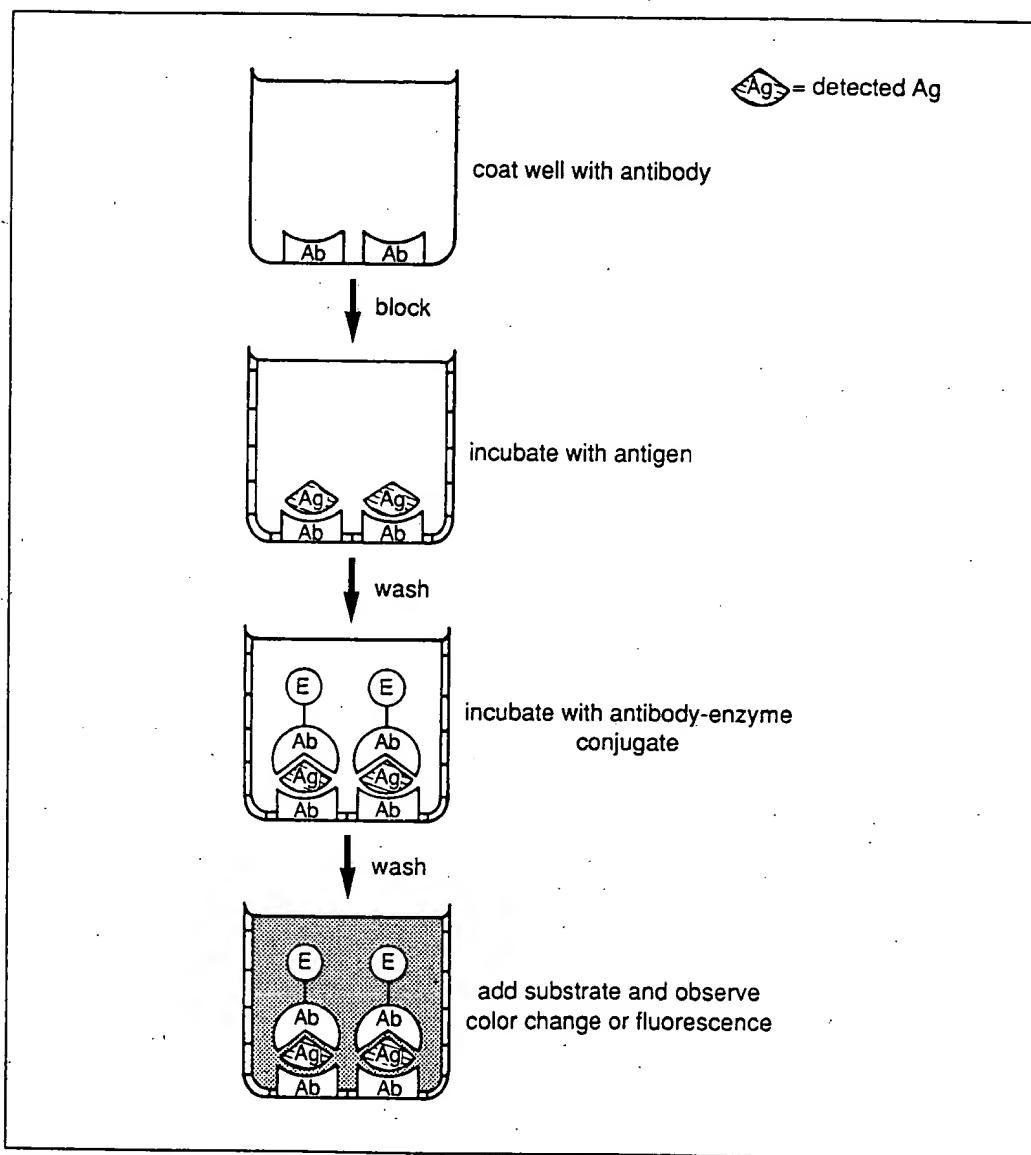 Ag = detected Ag
coat well with antibody
Ab Ab
block
incubate with antigen
Ag Ag
Ab Ab
wash
E E
incubate with antibody-enzyme
conjugate
Ab Ab
Ag Ag
Ab Ab
wash
E E
add substrate and observe
color change or fluorescence
Ab Ab
Ag Ag
Ab Ab